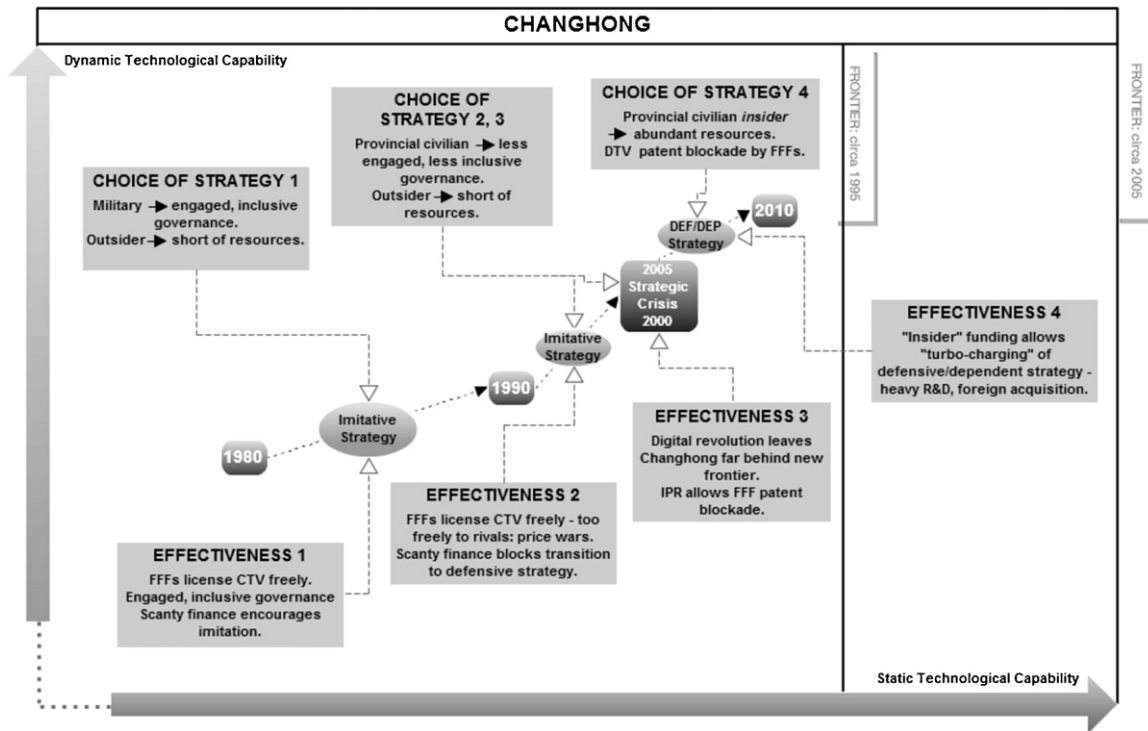 CHANGHONG
Dynamic Technological Capability
FRONTIER: circa 1995
FRONTIER: circa 2005
CHOICE OF STRATEGY 1
Military → engaged, inclusive
governance.
Outsider → short of resources.
CHOICE OF
STRATEGY 2, 3
Provincial civilian → less
engaged, less inclusive
governance.
Outsider → short of
resources.
CHOICE OF STRATEGY 4
Provincial civilian insider
→ abundant resources.
DTV patent blockade by FFFs.
1980
Imitative
Strategy
1990
Imitative
Strategy
2005
Strategic
Crisis
2000
DEF/DEP
Strategy
2010
EFFECTIVENESS 1
FFFs license CTV freely.
Engaged, inclusive governance
Scanty finance encourages
imitation.
EFFECTIVENESS 2
FFFs license CTV freely - too
freely to rivals: price wars.
Scanty finance blocks transition
to defensive strategy.
EFFECTIVENESS 3
Digital revolution leaves
Changhong far behind new
frontier.
IPR allows FFF patent
blockade.
EFFECTIVENESS 4
"Insider" funding allows
"turbo-charging" of
defensive/dependent strategy -
heavy R&D, foreign acquisition.
Static Technological Capability